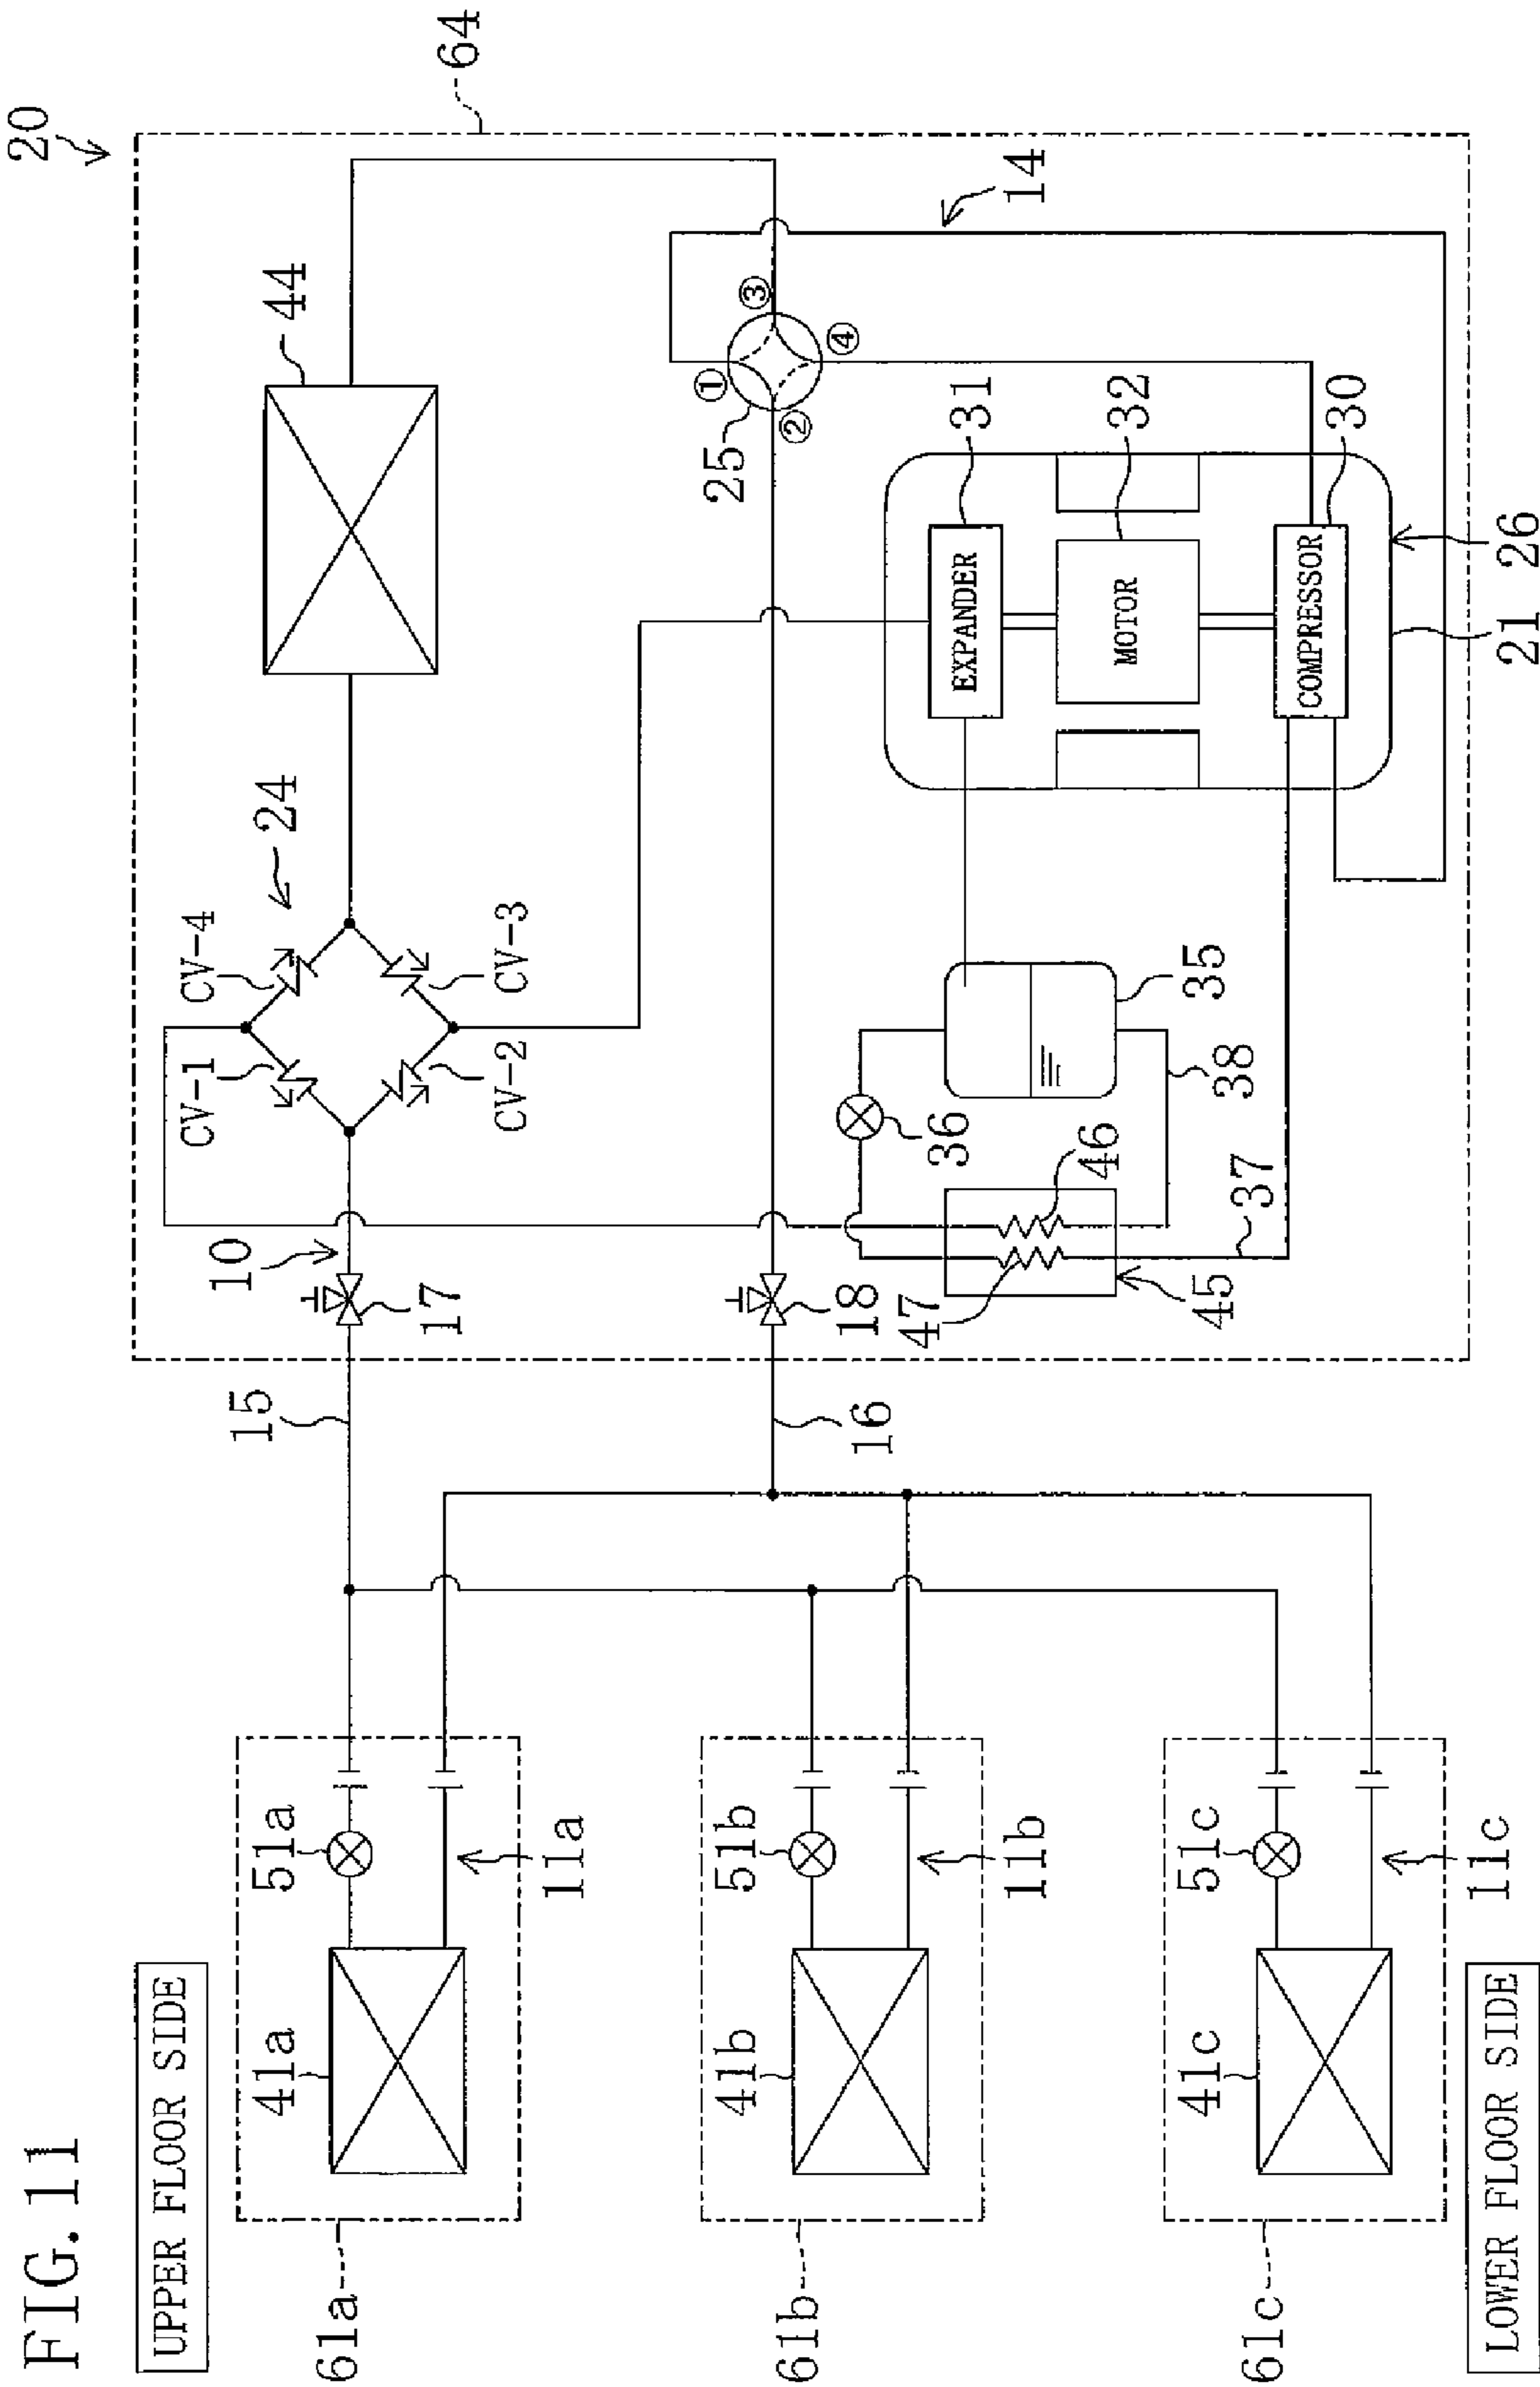 FIG. 11
UPPER FLOOR SIDE
20
64
44
24
CV-4
CV-1
CV-3
CV-2
10
17
15
14
①
②
③
④
25
18
16
31
32
30
EXPANDER
MOTOR
COMPRESSOR
21
26
35
36
38
46
47
45
37
51a
41a
11a
61a
51b
41b
11b
61b
51c
41c
11c
61c
LOWER FLOOR SIDE